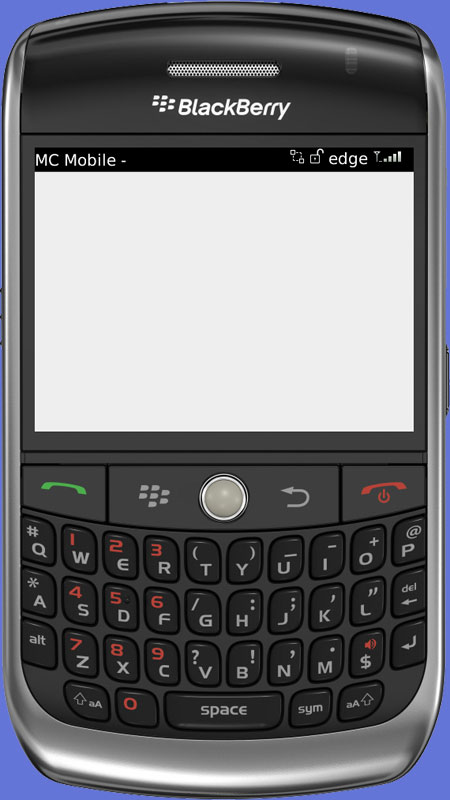 BlackBerry
MC Mobile - edge
# Q 1 W 2 E 3 R ( T ) Y _ U - I + O @ P
* A 4 S 5 D 6 F / G : H ; J ' K " L del
alt 7 Z 8 X 9 C ? V ! B , N . M $
aA 0 space sym aA